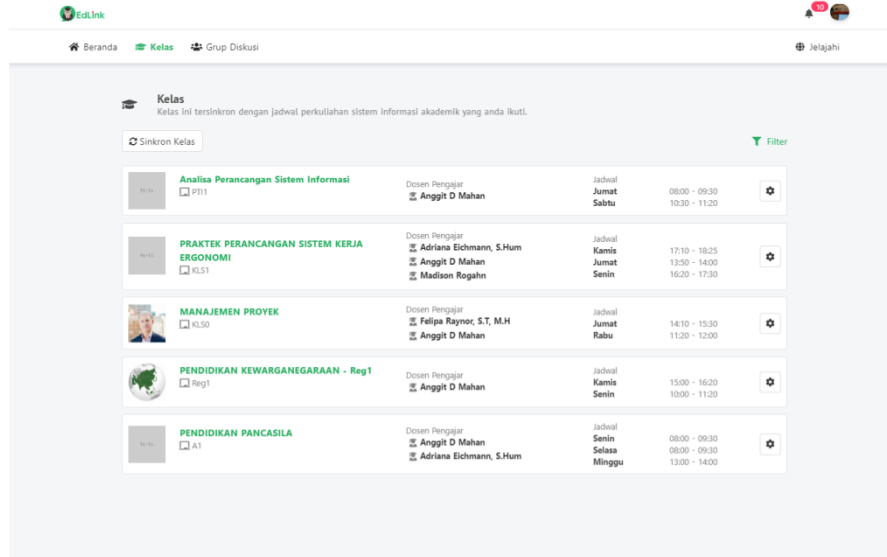 EdLink
10
Beranda Kelas Grup Diskusi Jelajahi
Kelas
Kelas ini tersinkron dengan jadwal perkuliahan sistem informasi akademik yang anda ikuti.
Sinkron Kelas Filter
Analisa Perancangan Sistem Informasi
PTI1
Dosen Pengajar
Anggit D Mahan
Jadwal
Jumat 08:00 - 09:30
Sabtu 10:30 - 11:20
PRAKTEK PERANCANGAN SISTEM KERJA
ERGONOMI
KLS1
Dosen Pengajar
Adriana Eichmann, S.Hum
Anggit D Mahan
Madison Rogahn
Jadwal
Kamis 17:10 - 18:25
Jumat 13:50 - 14:00
Senin 16:20 - 17:30
MANAJEMEN PROYEK
KLS0
Dosen Pengajar
Felipa Raynor, S.T, M.H
Anggit D Mahan
Jadwal
Jumat 14:10 - 15:30
Rabu 11:20 - 12:00
PENDIDIKAN KEWARGANEGARAAN - Reg1
Reg1
Dosen Pengajar
Anggit D Mahan
Jadwal
Kamis 15:00 - 16:20
Senin 10:00 - 11:20
PENDIDIKAN PANCASILA
A1
Dosen Pengajar
Anggit D Mahan
Adriana Eichmann, S.Hum
Jadwal
Senin 08:00 - 09:30
Selasa 08:00 - 09:30
Minggu 13:00 - 14:00